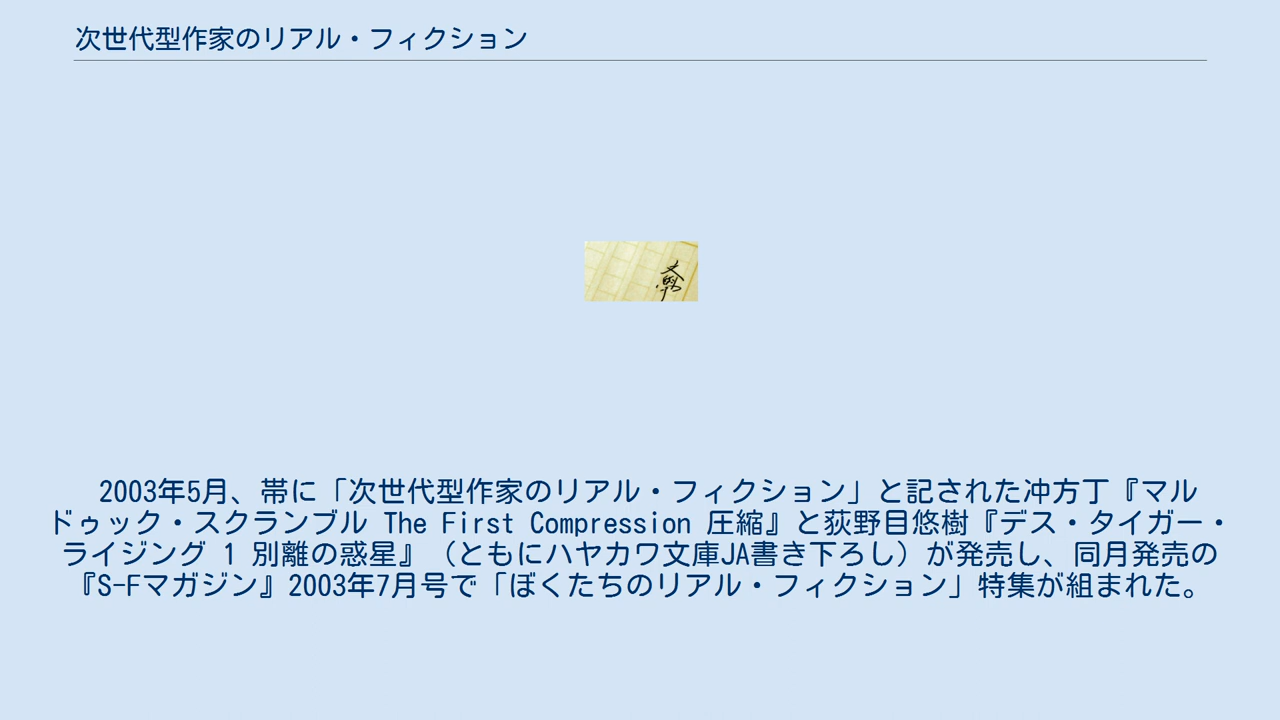 次世代型作家のリアル・フィクション
2003年5月、帯に「次世代型作家のリアル・フィクション」と記された冲方丁『マル
ドゥック・スクランブル The First Compression 圧縮』と荻野目悠樹『デス・タイガー・
ライジング 1 別離の惑星』（ともにハヤカワ文庫JA書き下ろし）が発売し、同月発売の
『S-Fマガジン』2003年7月号で「ぼくたちのリアル・フィクション」特集が組まれた。